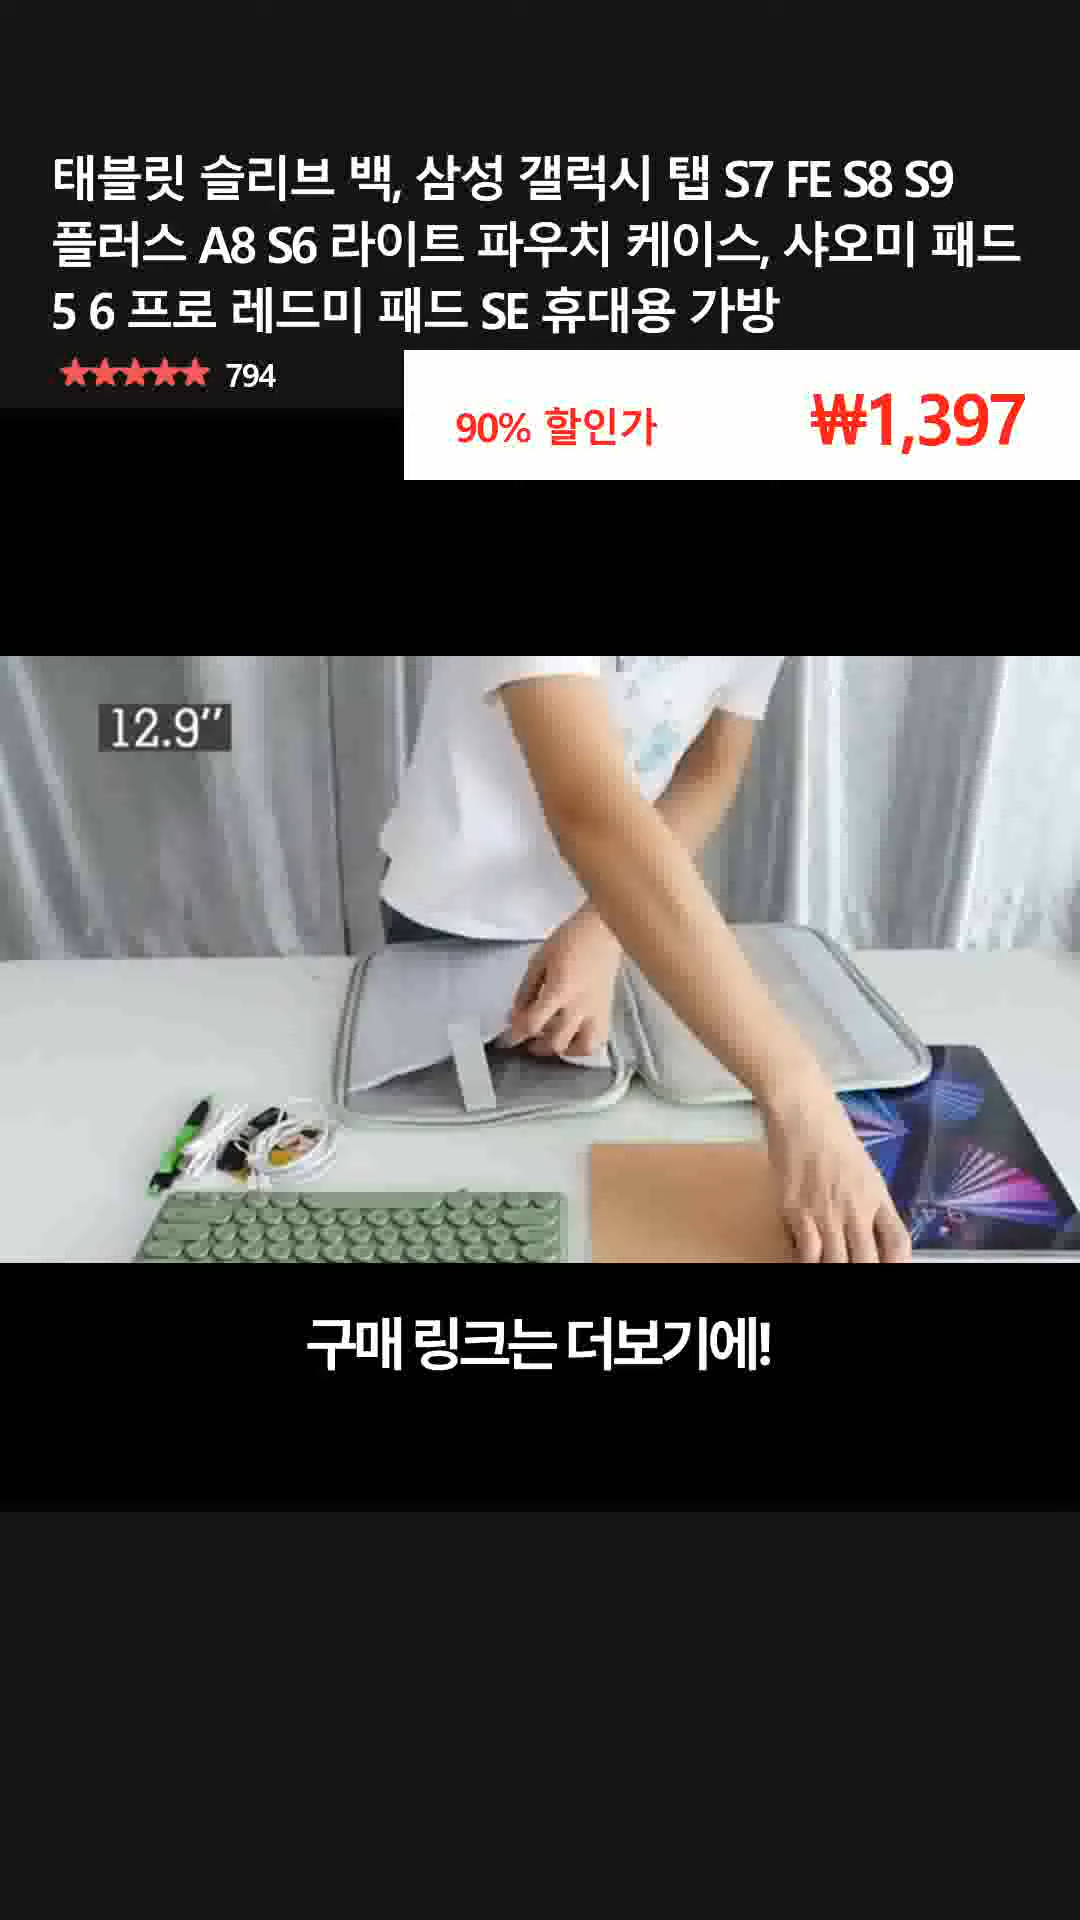 태블릿 슬리브 백, 삼성 갤럭시 탭 S7 FE S8 S9
플러스 A8 S6 라이트 파우치 케이스, 샤오미 패드
5 6 프로 레드미 패드 SE 휴대용 가방
★★★★★ 794
90% 할인가 ₩1,397
12.9″
구매 링크는 더보기에!